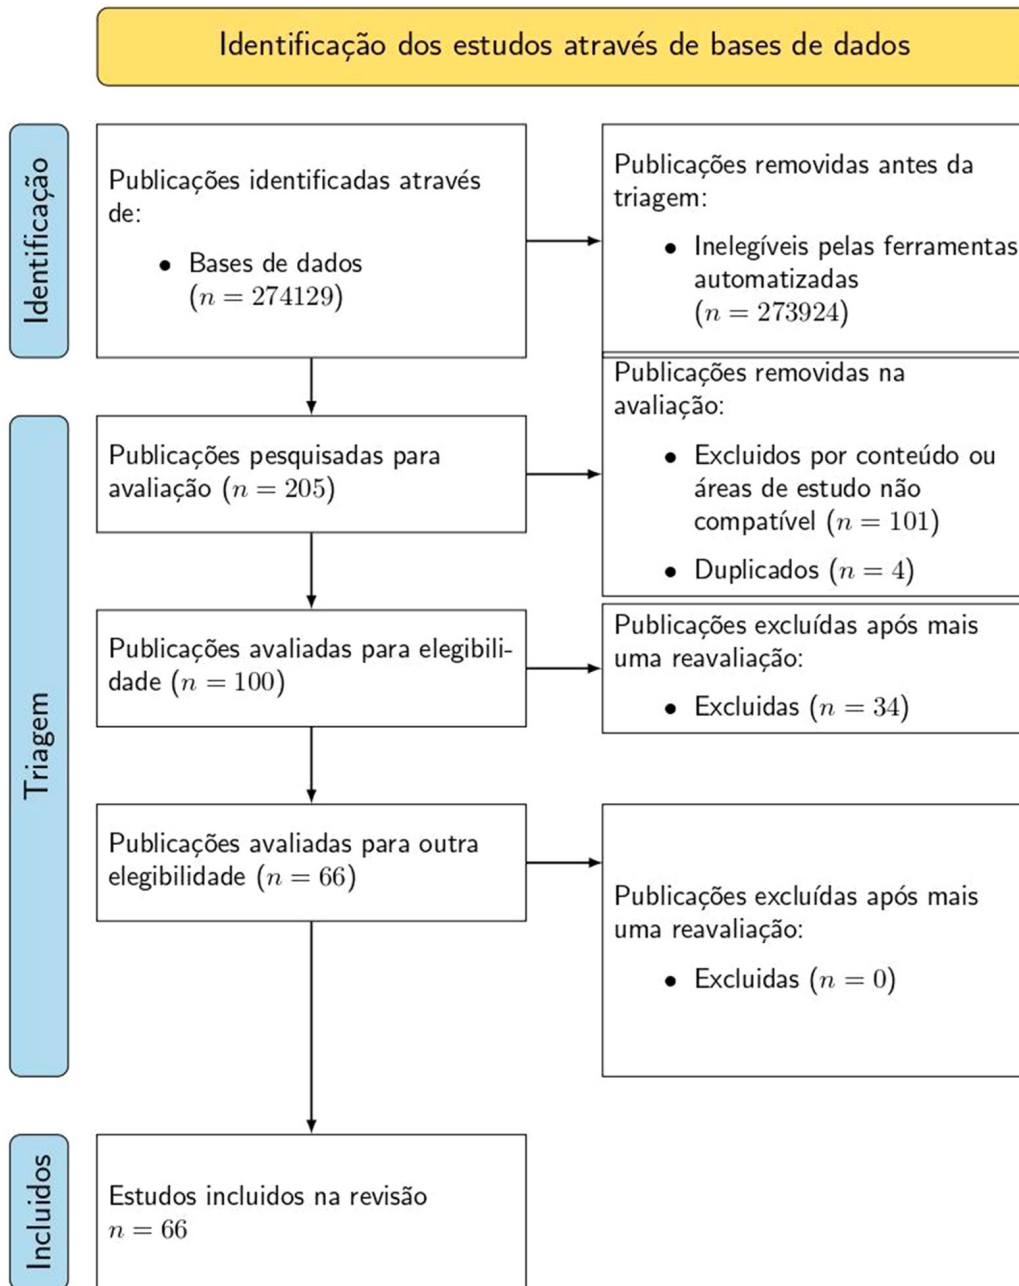 Identificação dos estudos através de bases de dados
Identificação
Publicações identificadas através
de:
• Bases de dados
(n = 274129)
Publicações removidas antes da
triagem:
• Inelegíveis pelas ferramentas
automatizadas
(n = 273924)
Triagem
Publicações pesquisadas para
avaliação (n = 205)
Publicações removidas na
avaliação:
• Excluidos por conteúdo ou
áreas de estudo não
compatível (n = 101)
• Duplicados (n = 4)
Publicações avaliadas para elegibili-
dade (n = 100)
Publicações excluídas após mais
uma reavaliação:
• Excluidas (n = 34)
Publicações avaliadas para outra
elegibilidade (n = 66)
Publicações excluídas após mais
uma reavaliação:
• Excluidas (n = 0)
Incluidos
Estudos incluidos na revisão
n = 66